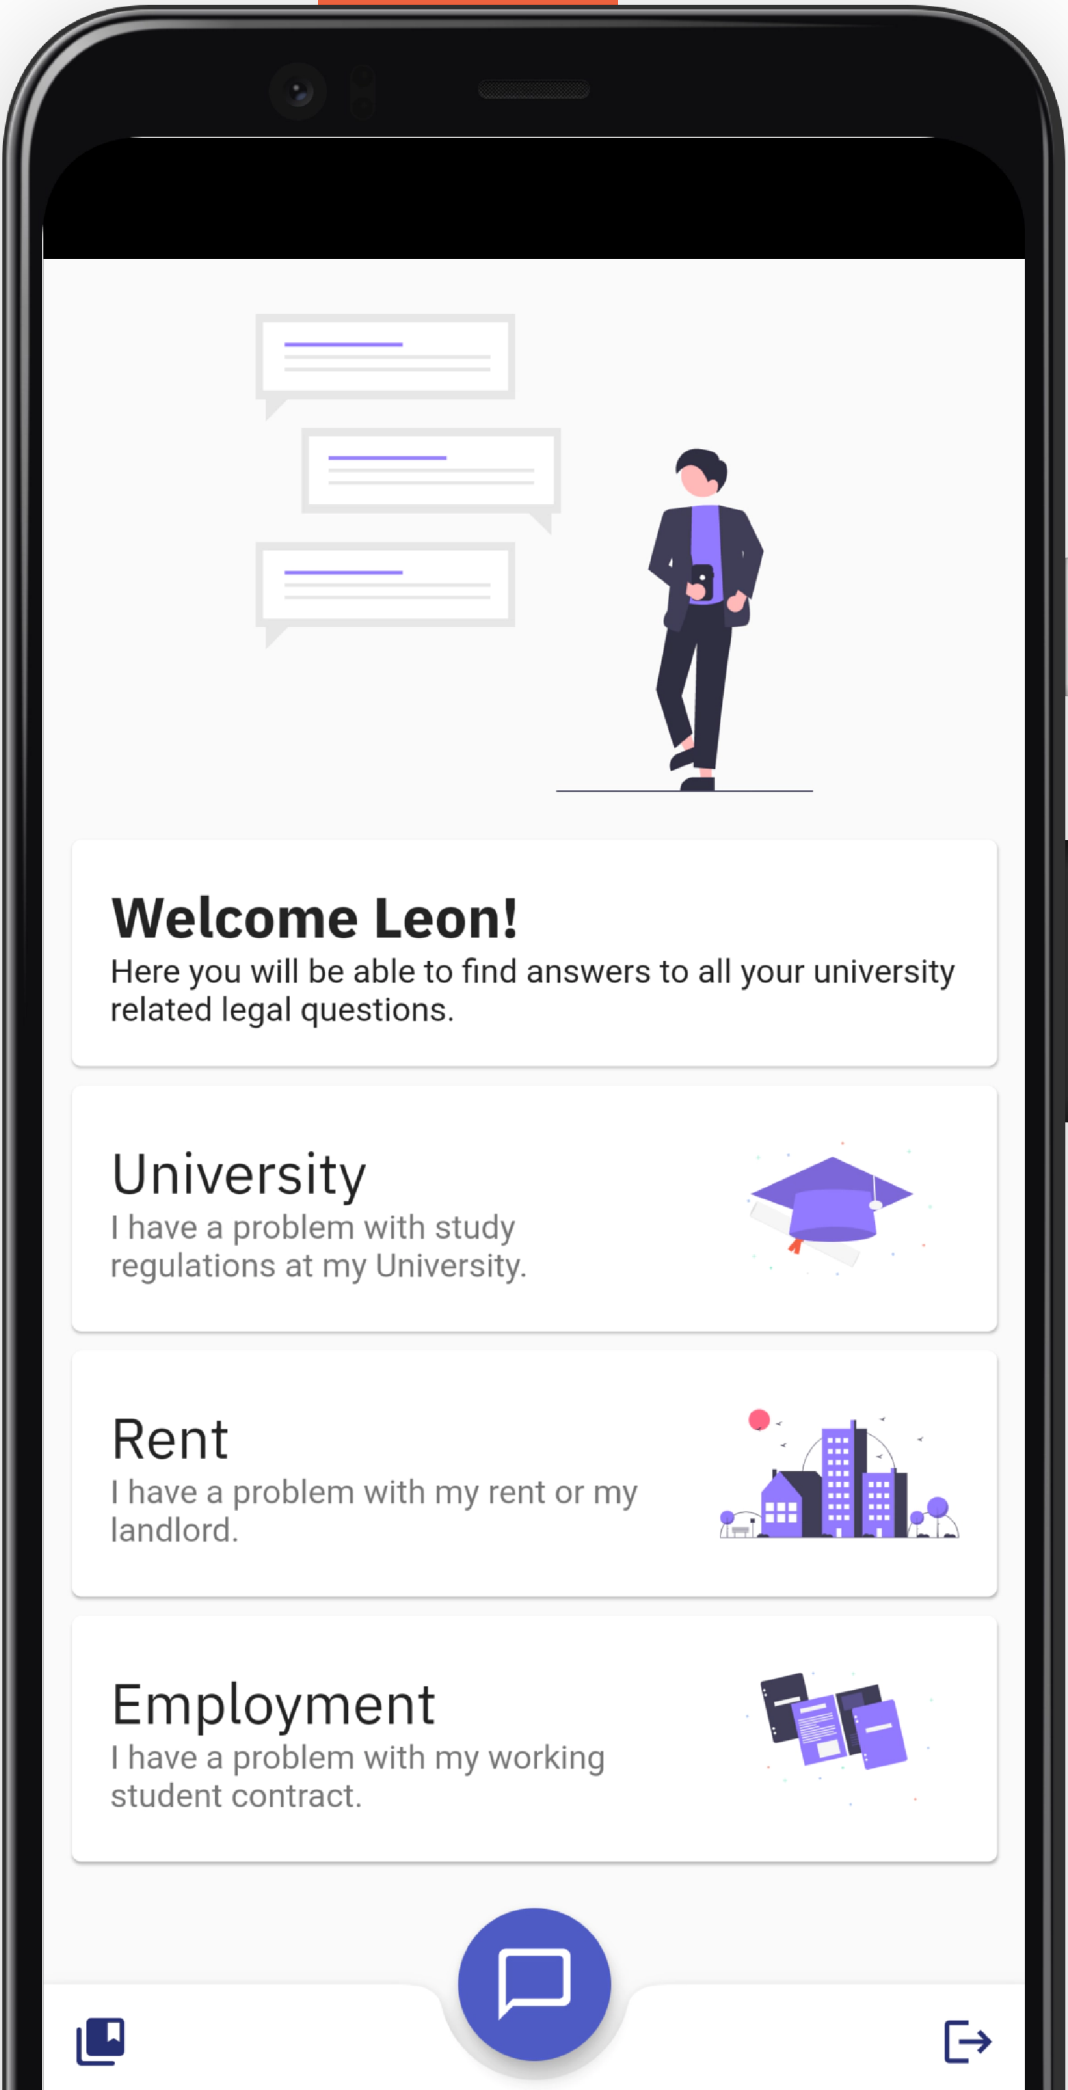 Welcome Leon!
Here you will be able to find answers to all your university
related legal questions.
University
I have a problem with study
regulations at my University.
Rent
I have a problem with my rent or my
landlord.
Employment
I have a problem with my working
student contract.